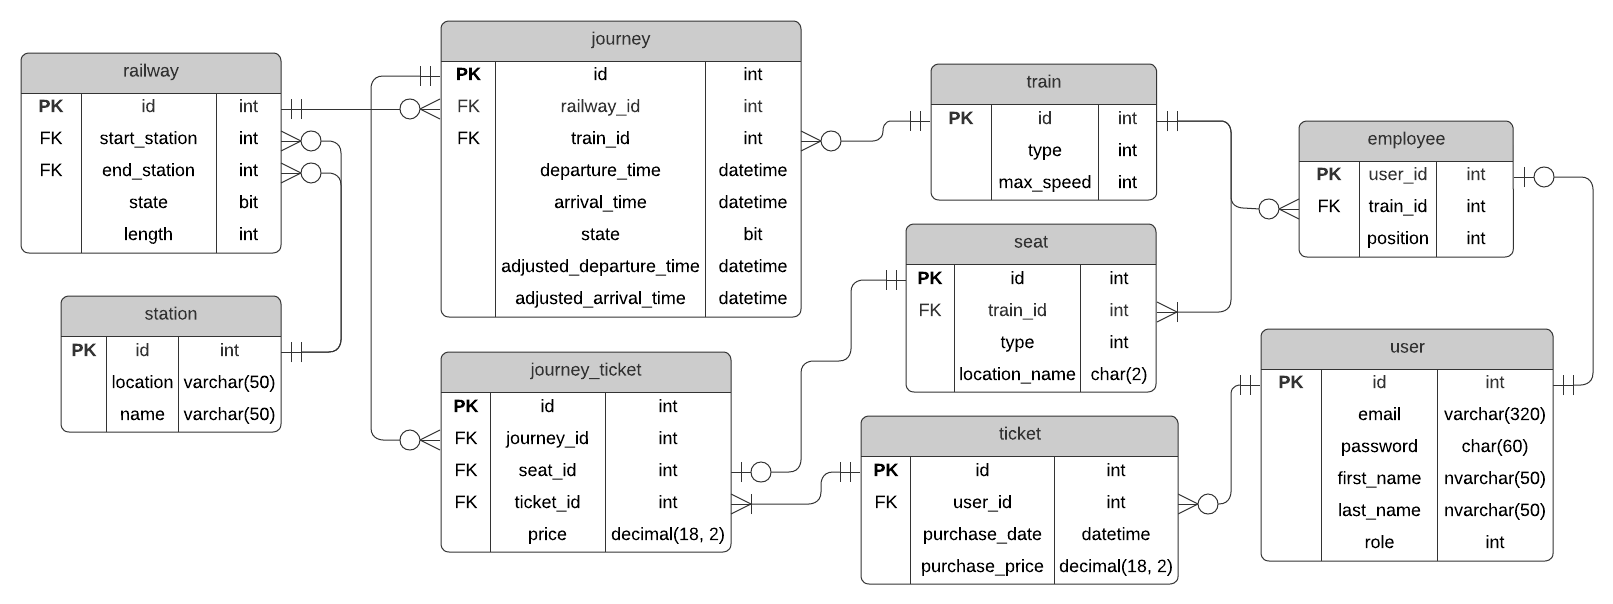 railway
PK id int
FK start_station int
FK end_station int
state bit
length int
station
PK id int
location varchar(50)
name varchar(50)
journey
PK id int
FK railway_id int
FK train_id int
departure_time datetime
arrival_time datetime
state bit
adjusted_departure_time datetime
adjusted_arrival_time datetime
journey_ticket
PK id int
FK journey_id int
FK seat_id int
FK ticket_id int
price decimal(18, 2)
train
PK id int
type int
max_speed int
seat
PK id int
FK train_id int
type int
location_name char(2)
ticket
PK id int
FK user_id int
purchase_date datetime
purchase_price decimal(18, 2)
employee
PK user_id int
FK train_id int
position int
user
PK id int
email varchar(320)
password char(60)
first_name nvarchar(50)
last_name nvarchar(50)
role int